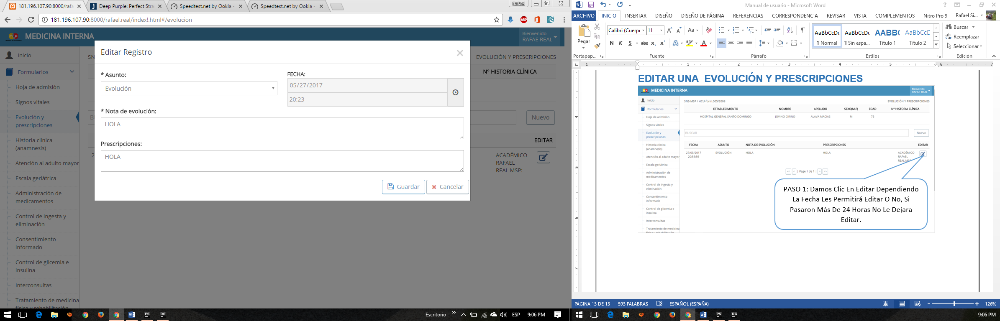 181.196.107.90:8000/rafa
Deep Purple: Perfect Stra
Speedtest.net by Ookla -
Speedtest.net by Ookla -
Rafael
181.196.107.90:8000/rafael.real/index!.html#/evolucion
MEDICINA INTERNA
Bienvenido
RAFAE REAL
Inicio
Formularios
Hoja de admisión
Signos vitales
Evolución y
prescripciones
Historia clínica
(anamnesis)
Atención al adulto mayor
Escala geriátrica
Administración de
medicamentos
Control de ingesta y
eliminación
Consentimiento
informado
Control de glicemia e
insulina
Interconsultas
Tratamiento de medicina
física y rehabilitación
SN
EVOLUCIÓN Y PRESCRIPCIONES
N° HISTORIA CLÍNICA
Nuevo
EDITAR
2
ACADÉMICO
RAFAEL
REAL MSP:
Editar Registro
* Asunto:
Evolución
FECHA:
05/27/2017
20:23
* Nota de evolución:
HOLA
Prescripciones:
HOLA
Guardar
Cancelar
Escritorio
ESP
9:06 PM
Manual de usuario - Microsoft Word
ARCHIVO INICIO INSERTAR DISEÑO DISEÑO DE PÁGINA REFERENCIAS CORRESPONDENCIA REVISAR VISTA COMPLEMENTOS Nitro Pro 9 Rafael Si...
Pegar
Portapap...
Calibri (Cuerpo 11
N K S abc x₂ x²
Fuente
Párrafo
AaBbCcDc AaBbCcDc AABBC AaBbCcC
¶ Normal ¶ Sin espa... Título 1 Título 2
Estilos
Buscar
Reemplazar
Seleccionar
Edición
1 1 2 3 4 5 6 7
4
5
6
7
EDITAR UNA EVOLUCIÓN Y PRESCRIPCIONES
MEDICINA INTERNA
Bienvenido
RAFAE REAL
Inicio
Formularios
Hoja de admisión
Signos vitales
Evolución y
prescripciones
Historia clínica
(anamnesis)
Atención al adulto mayor
Escala geriátrica
Administración de
medicamentos
Control de ingesta y
eliminación
Consentimiento
informado
Control de glicemia e
insulina
Interconsultas
Tratamiento de medicina
SNS-MSP / HCU-form.005/2008
EVOLUCIÓN Y PRESCRIPCIONES
ESTABLECIMIENTO NOMBRE APELLIDO SEXO(M-F) EDAD N° HISTORIA CLÍNICA
HOSPITAL GENERAL SANTO DOMINGO JOVINO CIRINO ALAVA MACIAS M 75
BUSCAR
Nuevo
FECHA ASUNTO NOTA DE EVOLUCIÓN PRESCRIPCIONES EDITAR
27/05/2017
20:53:56
EVOLUCIÓN HOLA HOLA
ACADÉMICO
RAFAEL
REAL MSP:
<< < | Page 1 de 1 | > >>
PASO 1: Damos Clic En Editar Dependiendo
La Fecha Les Permitirá Editar O No, Si
Pasaron Más De 24 Horas No Le Dejara
Editar.
PÁGINA 13 DE 13 593 PALABRAS ESPAÑOL (ESPAÑA)
126%
9:06 PM